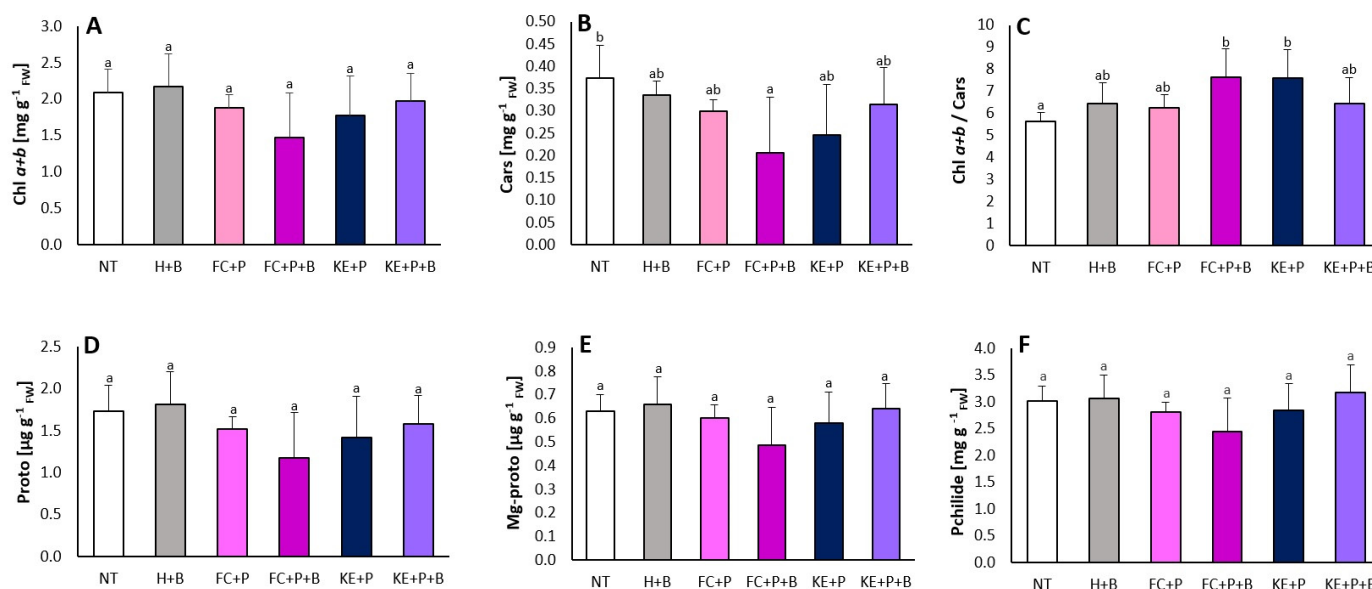 A
Chl a+b [mg g-1 FW]
3.0
2.5
2.0
1.5
1.0
0.5
0.0
a
a
a
a
a
a
NT H+B FC+P FC+P+B KE+P KE+P+B
B
Cars [mg g-1 FW]
0.50
0.45
0.40
0.35
0.30
0.25
0.20
0.15
0.10
0.05
0.00
b
ab
ab
a
ab
ab
NT H+B FC+P FC+P+B KE+P KE+P+B
C
Chl a+b / Cars
10
9
8
7
6
5
4
3
2
1
0
a
ab
ab
b
b
ab
NT H+B FC+P FC+P+B KE+P KE+P+B
D
Proto [µg g-1 FW]
2.5
2.0
1.5
1.0
0.5
0.0
a
a
a
a
a
a
NT H+B FC+P FC+P+B KE+P KE+P+B
E
Mg-proto [µg g-1 FW]
0.9
0.8
0.7
0.6
0.5
0.4
0.3
0.2
0.1
0.0
a
a
a
a
a
a
NT H+B FC+P FC+P+B KE+P KE+P+B
F
Pchilide [mg g-1 FW]
4.0
3.5
3.0
2.5
2.0
1.5
1.0
0.5
0.0
a
a
a
a
a
a
NT H+B FC+P FC+P+B KE+P KE+P+B